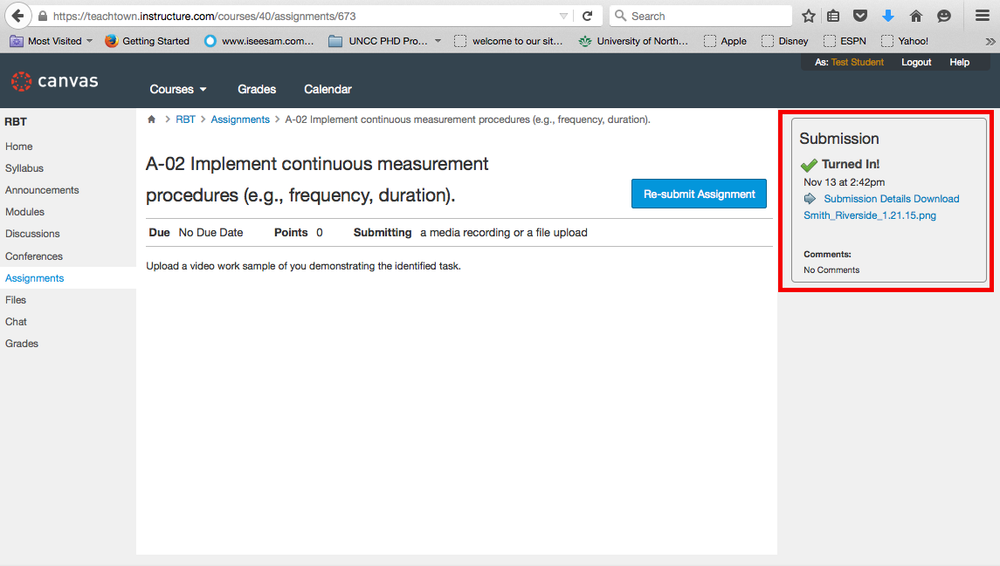 https://teachtown.instructure.com/courses/40/assignments/673
Search
Most Visited
Getting Started
www.iseesam.com...
UNCC PHD Pro...
welcome to our sit...
University of North...
Apple
Disney
ESPN
Yahoo!
As: Test Student
Logout
Help
canvas
Courses
Grades
Calendar
RBT
Home
Syllabus
Announcements
Modules
Discussions
Conferences
Assignments
Files
Chat
Grades
RBT > Assignments > A-02 Implement continuous measurement procedures (e.g., frequency, duration).
A-02 Implement continuous measurement
procedures (e.g., frequency, duration).
Re-submit Assignment
Due No Due Date Points 0 Submitting a media recording or a file upload
Upload a video work sample of you demonstrating the identified task.
Submission
Turned In!
Nov 13 at 2:42pm
Submission Details Download
Smith_Riverside_1.21.15.png
Comments:
No Comments